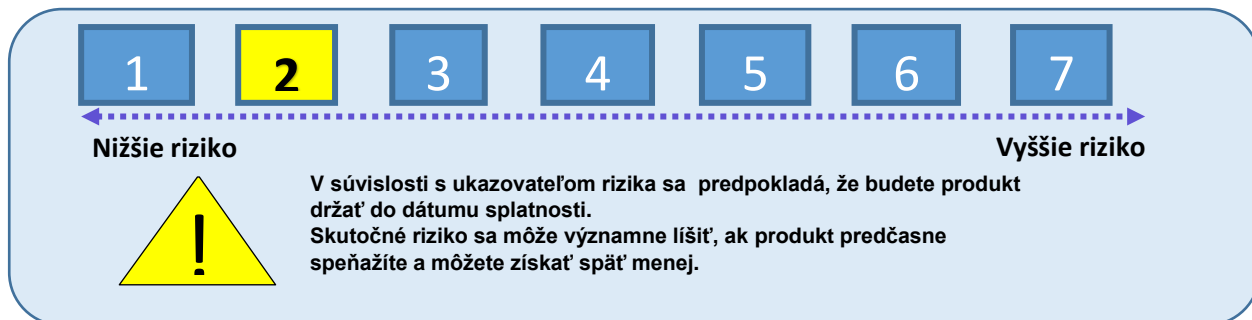 1 2 3 4 5 6 7
Nižšie riziko Vyššie riziko
!
V súvislosti s ukazovateľom rizika sa predpokladá, že budete produkt
držať do dátumu splatnosti.
Skutočné riziko sa môže významne líšiť, ak produkt predčasne
speňažíte a môžete získať späť menej.